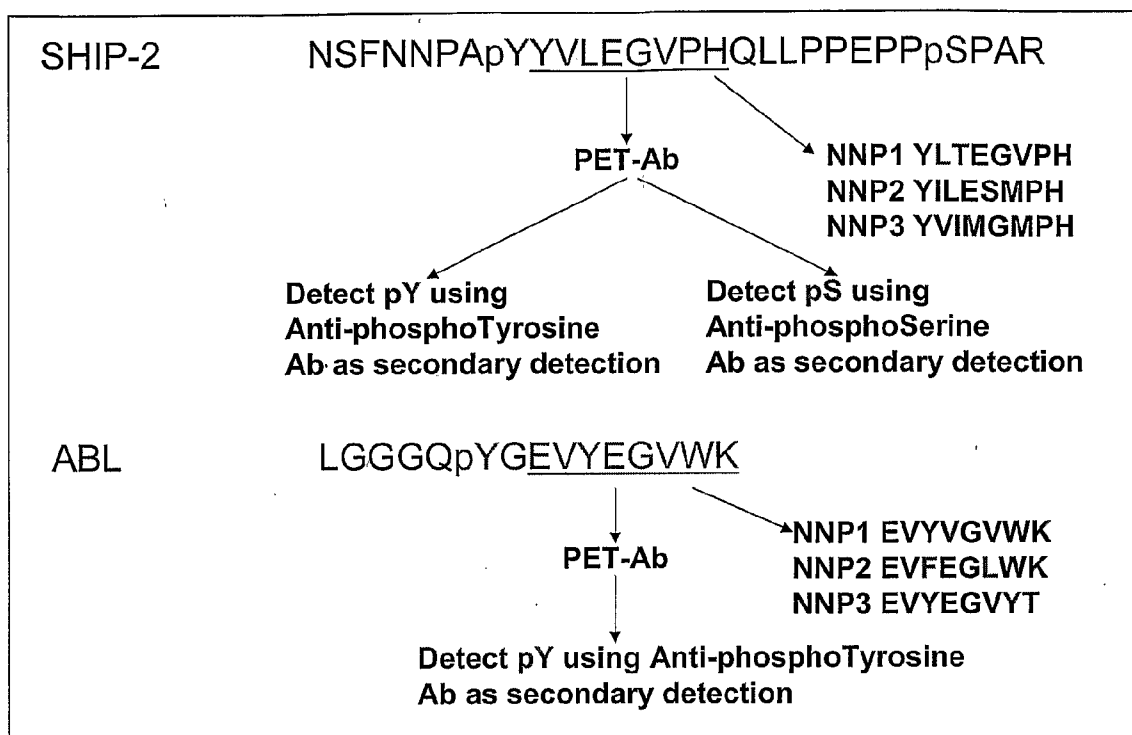 SHIP-2 NSFNNPApYYVLEGVPHQLLPPEPPpSPAR
PET-Ab
NNP1 YLTEGVPH
NNP2 YILESMPH
NNP3 YVIMGMPH
Detect pY using
Anti-phosphoTyrosine
Ab as secondary detection
Detect pS using
Anti-phosphoSerine
Ab as secondary detection
ABL LGGGQpYGEVYEGVWK
PET-Ab
NNP1 EVYVGVWK
NNP2 EVFEGLWK
NNP3 EVYEGVYT
Detect pY using Anti-phosphoTyrosine
Ab as secondary detection